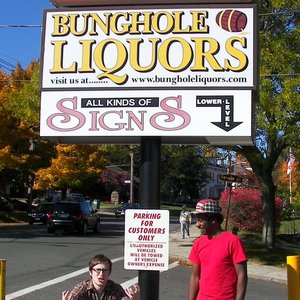 BUNGHOLE
LIQUORS
visit us at........ www.bungholeliquors.com
ALL KINDS OF
SIGNS
LOWER-LEVEL
PARKING
FOR
CUSTOMERS
ONLY
UNAUTHORIZED
VEHICLES
WILL BE TOWED
AT VEHICLE
OWNERS EXPENSE